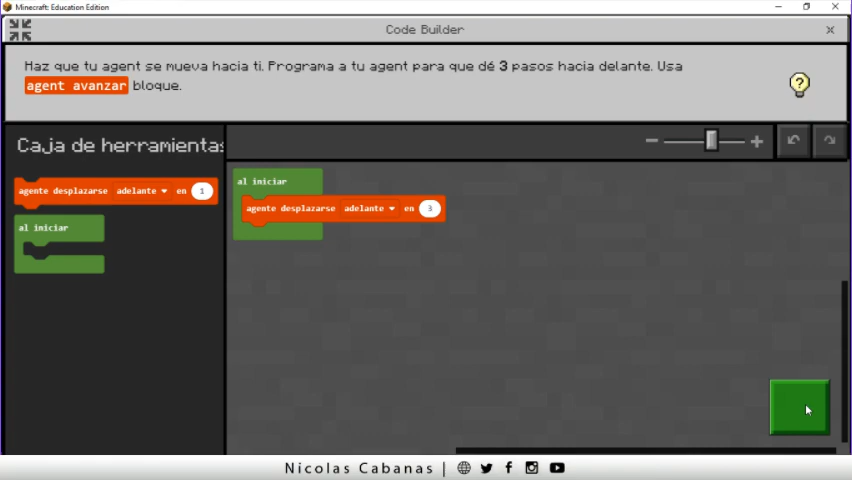 Minecraft: Education Edition
Code Builder
Haz que tu agent se mueva hacia ti. Programa a tu agent para que dé 3 pasos hacia delante. Usa
agent avanzar bloque.
Caja de herramientas
agente desplazarse adelante en 1
al iniciar
al iniciar
agente desplazarse adelante en 3
Nicolas Cabanas |